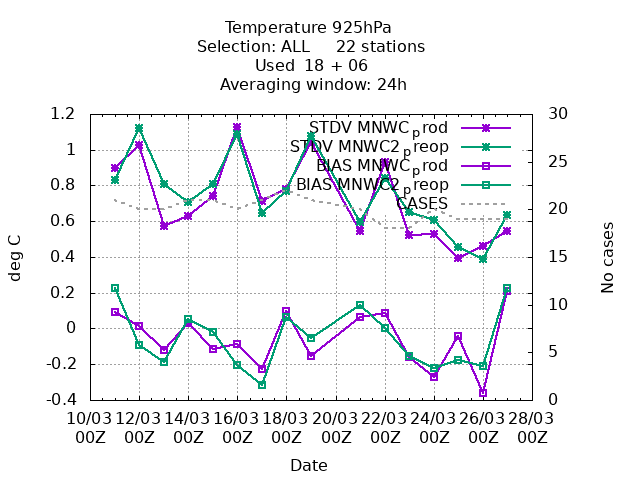 Temperature 925hPa
Selection: ALL 22 stations
Used 18 + 06
Averaging window: 24h
STDV MNWC_prod
STDV MNWC2_preop
BIAS MNWC_prod
BIAS MNWC2_preop
CASES
1.2
1
0.8
0.6
0.4
0.2
0
-0.2
-0.4
deg C
30
25
20
15
10
5
0
No cases
10/03 12/03 14/03 16/03 18/03 20/03 22/03 24/03 26/03 28/03
00Z 00Z 00Z 00Z 00Z 00Z 00Z 00Z 00Z 00Z
Date